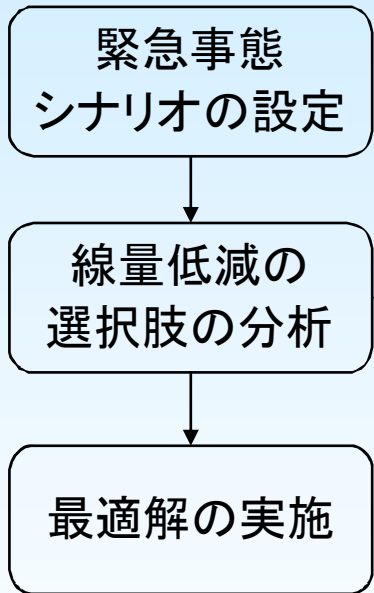 緊急事態
シナリオの設定
線量低減の
選択肢の分析
最適解の実施